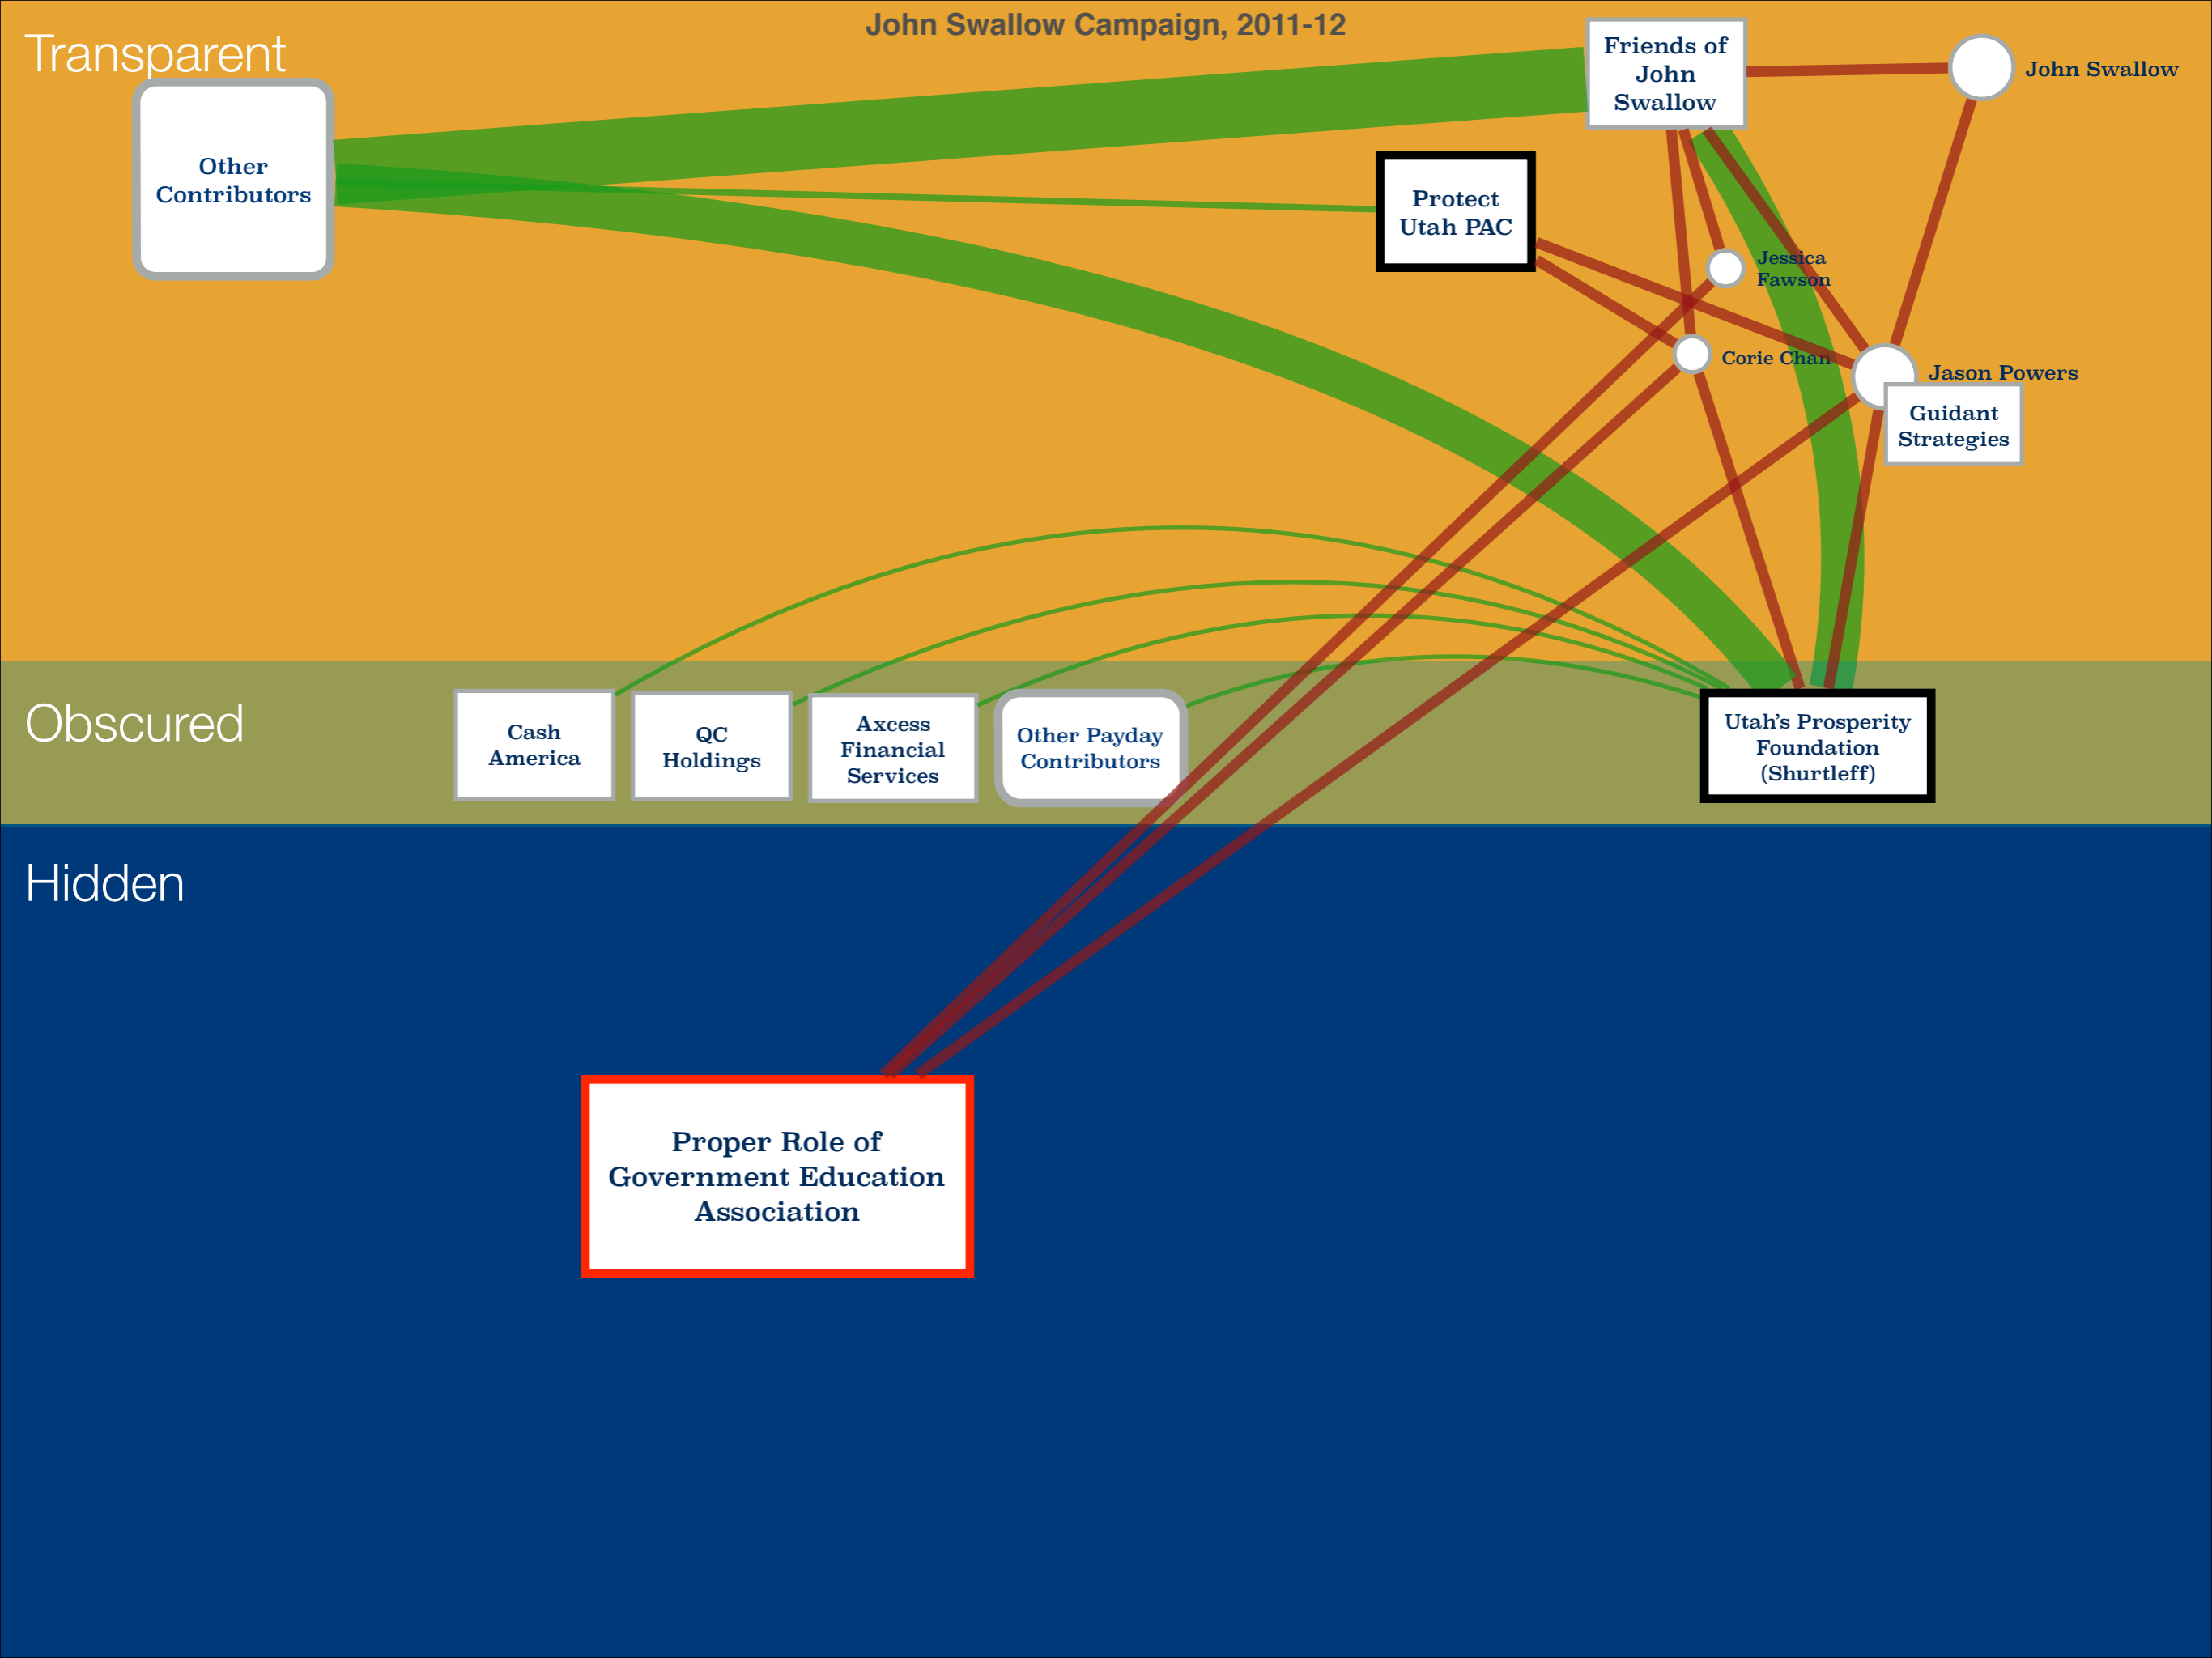 John Swallow Campaign, 2011-12
Transparent
Friends of
John
Swallow
John Swallow
Other
Contributors
Protect
Utah PAC
Jessica
Fawson
Corie Chan
Jason Powers
Guidant
Strategies
Obscured
Cash
America
QC
Holdings
Axcess
Financial
Services
Other Payday
Contributors
Utah's Prosperity
Foundation
(Shurtleff)
Hidden
Proper Role of
Government Education
Association